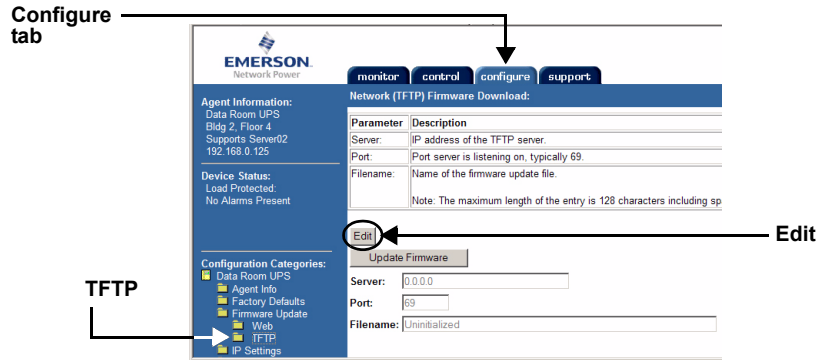 Configure
tab
EMERSON.
Network Power
monitor control configure support
Agent Information:
Data Room UPS
Bldg 2, Floor 4
Supports Server02
192.168.0.125
Device Status:
Load Protected:
No Alarms Present
Configuration Categories:
Data Room UPS
Agent Info
Factory Defaults
Firmware Update
Web
TFTP
IP Settings
Network (TFTP) Firmware Download:
Parameter Description
Server: IP address of the TFTP server.
Port: Port server is listening on, typically 69.
Filename: Name of the firmware update file.
Note: The maximum length of the entry is 128 characters including sp
Edit
Update Firmware
Server: 0.0.0.0
Port: 69
Filename: Uninitialized
Edit
TFTP